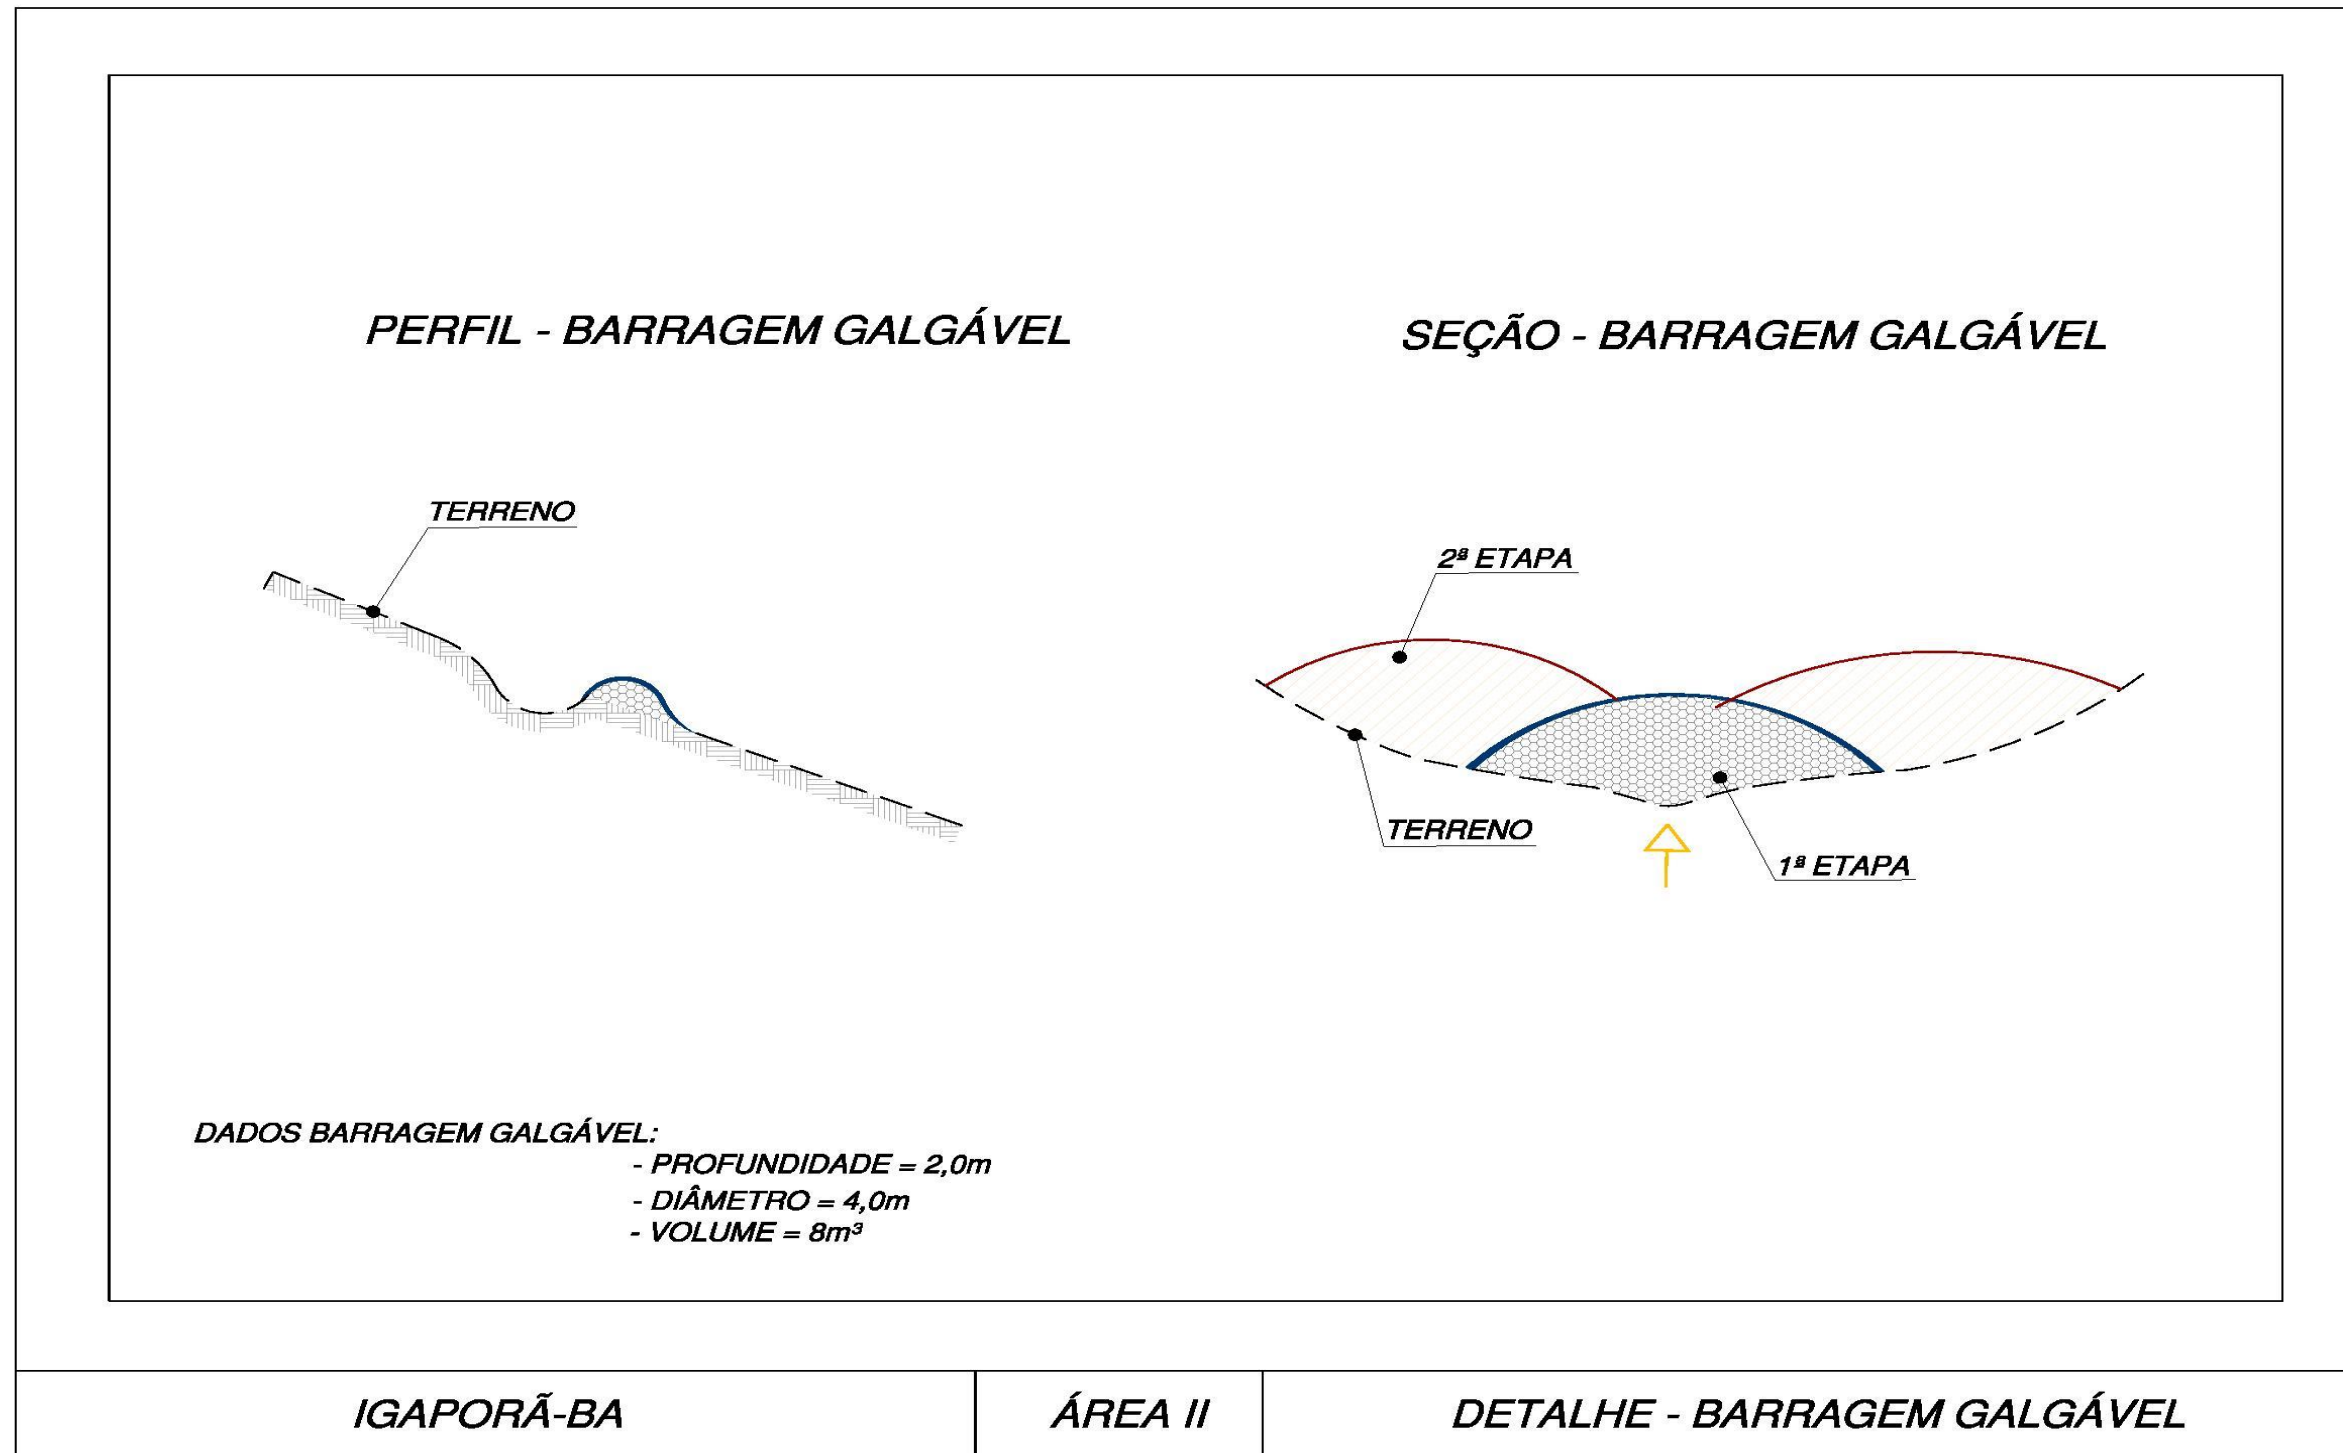 PERFIL - BARRAGEM GALGÁVEL
SEÇÃO - BARRAGEM GALGÁVEL
TERRENO
2ª ETAPA
TERRENO
1ª ETAPA
DADOS BARRAGEM GALGÁVEL:
- PROFUNDIDADE = 2,0m
- DIÂMETRO = 4,0m
- VOLUME = 8m³
IGAPORÃ-BA
ÁREA II
DETALHE - BARRAGEM GALGÁVEL